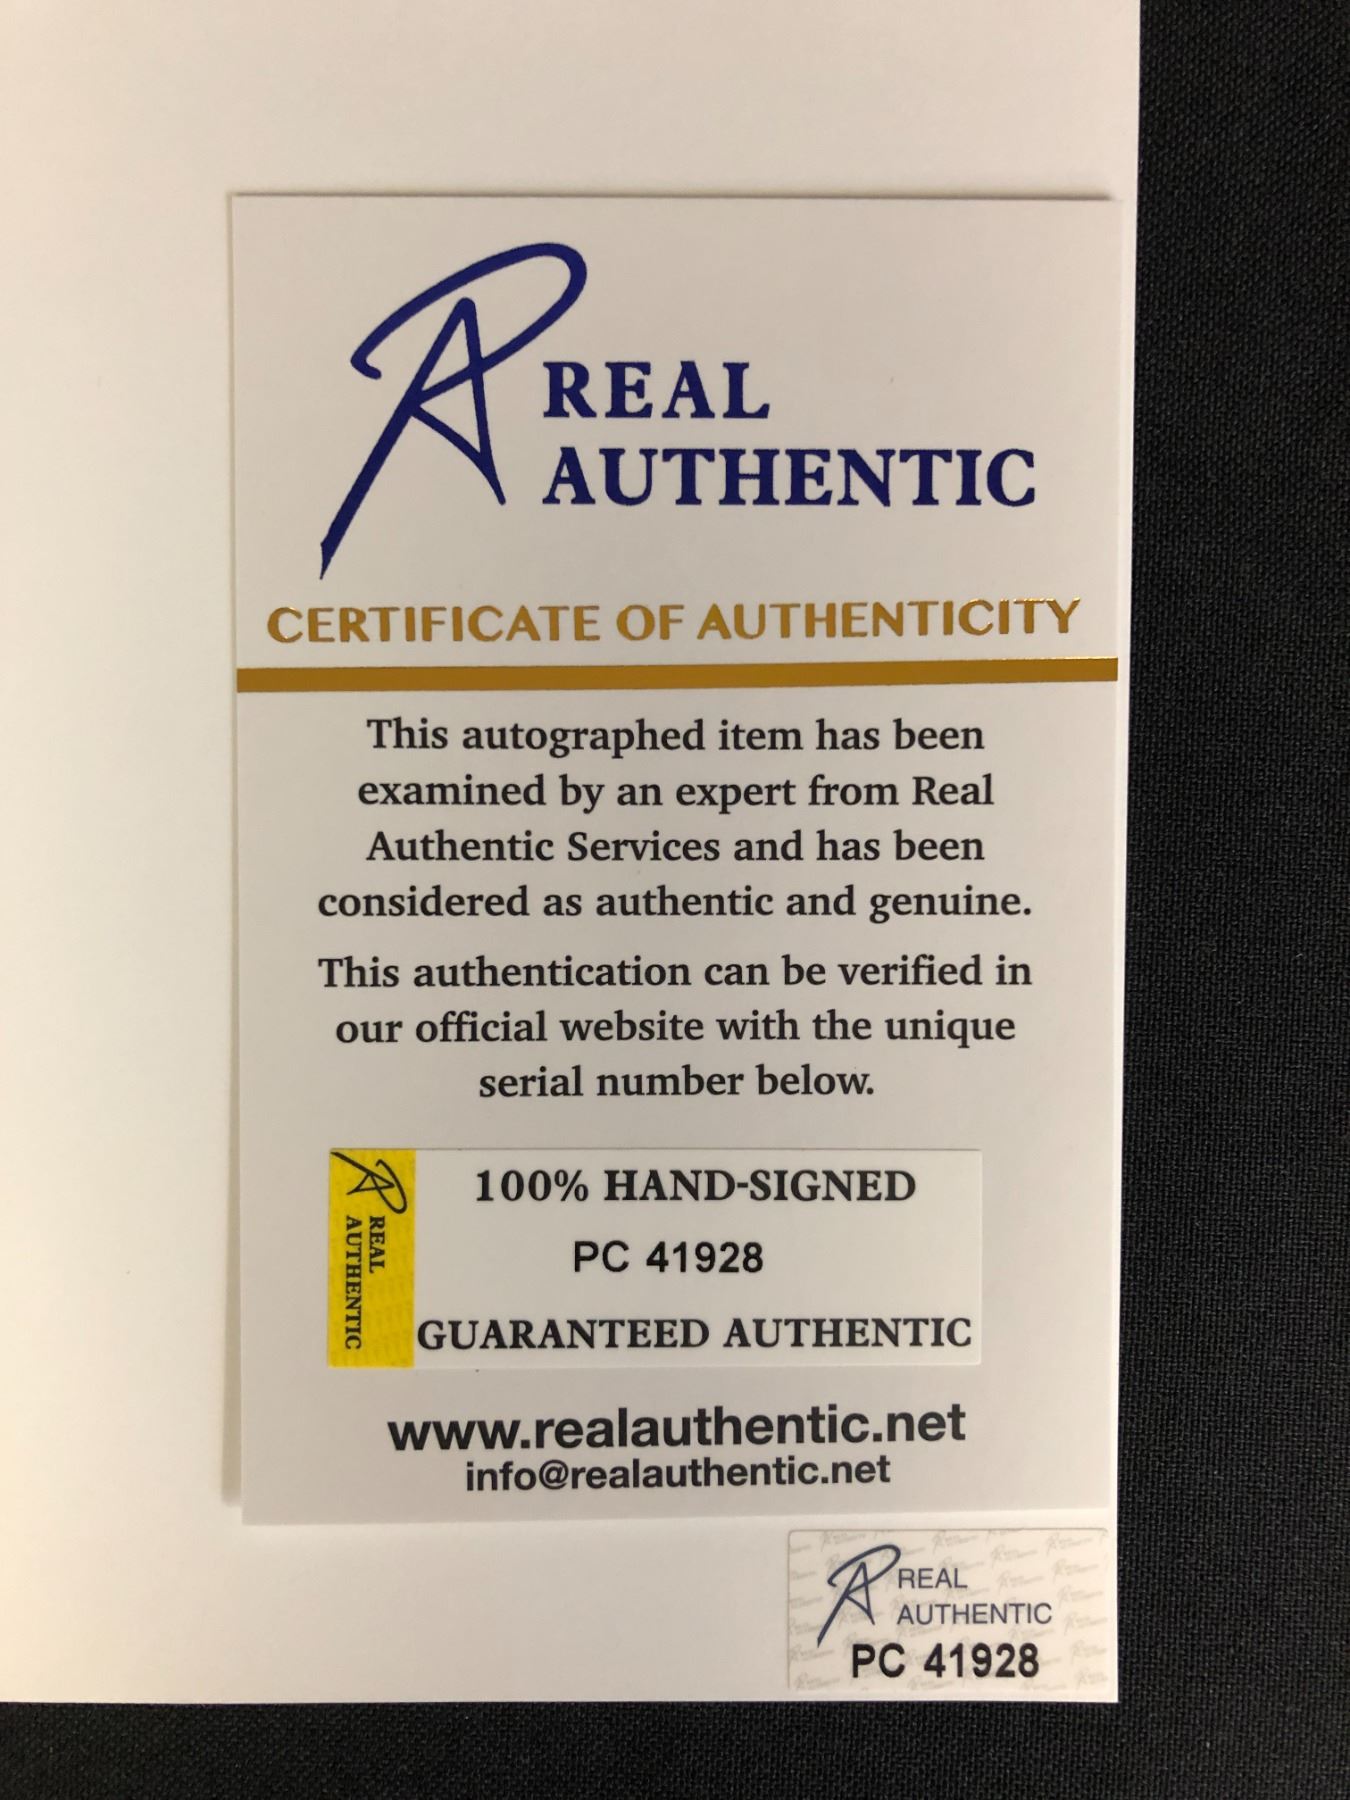 REAL
AUTHENTIC
CERTIFICATE OF AUTHENTICITY
This autographed item has been
examined by an expert from Real
Authentic Services and has been
considered as authentic and genuine.
This authentication can be verified in
our official website with the unique
serial number below.
REAL
AUTHENTIC
100% HAND-SIGNED
PC 41928
GUARANTEED AUTHENTIC
www.realauthentic.net
info@realauthentic.net
REAL
AUTHENTIC
PC 41928